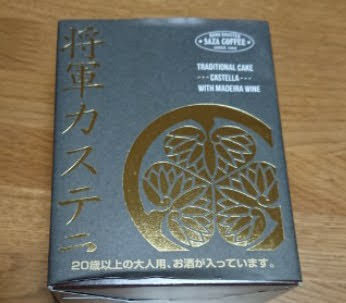 将軍カステラ
SAZA COFFEE
TRADITIONAL CAKE
--- CASTELLA ---
WITH MADEIRA WINE
20歳以上の大人用、お酒が入っています。